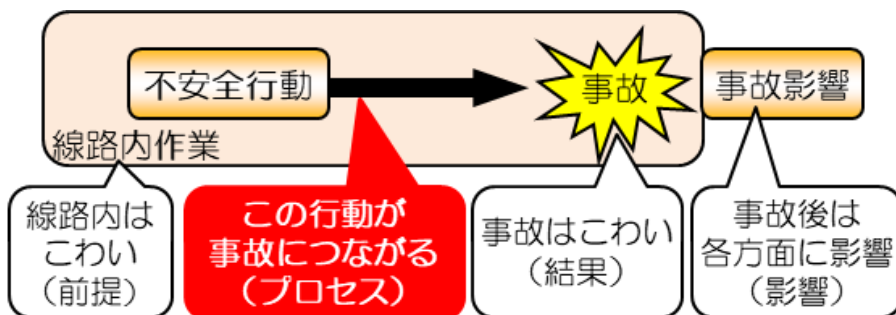 不安全行動
事故
事故影響
線路内作業
線路内は
こわい
（前提）
この行動が
事故につながる
（プロセス）
事故はこわい
（結果）
事故後は
各方面に影響
（影響）